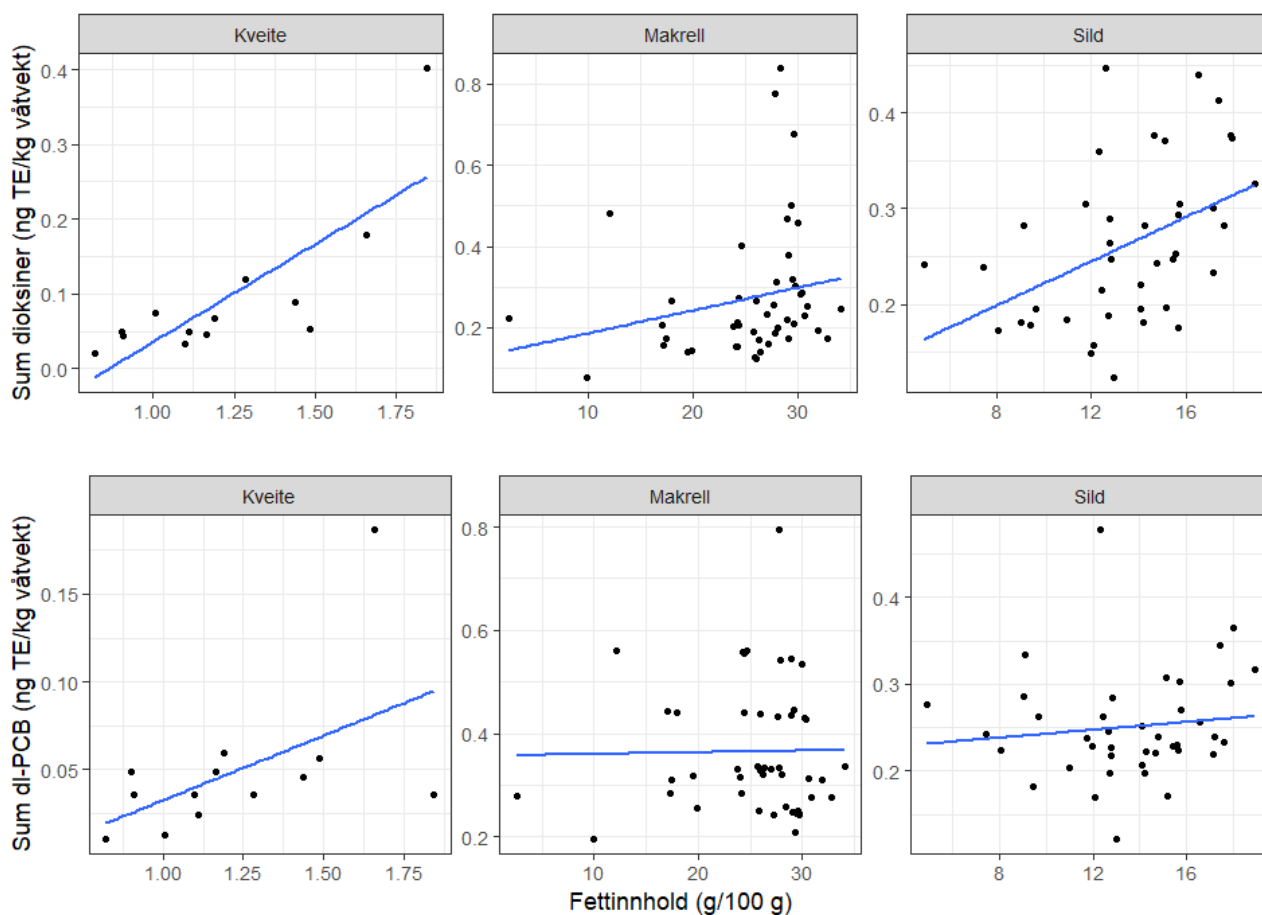 Kveite
Makrell
Sild
Sum dioksiner (ng TE/kg våtvekt)
0.4
0.3
0.2
0.1
0.0
0.8
0.6
0.4
0.2
0.4
0.3
0.2
1.00 1.25 1.50 1.75
10 20 30
8 12 16
Kveite
Makrell
Sild
Sum dl-PCB (ng TE/kg våtvekt)
0.15
0.10
0.05
0.8
0.6
0.4
0.2
0.4
0.3
0.2
1.00 1.25 1.50 1.75
10 20 30
8 12 16
Fettinnhold (g/100 g)